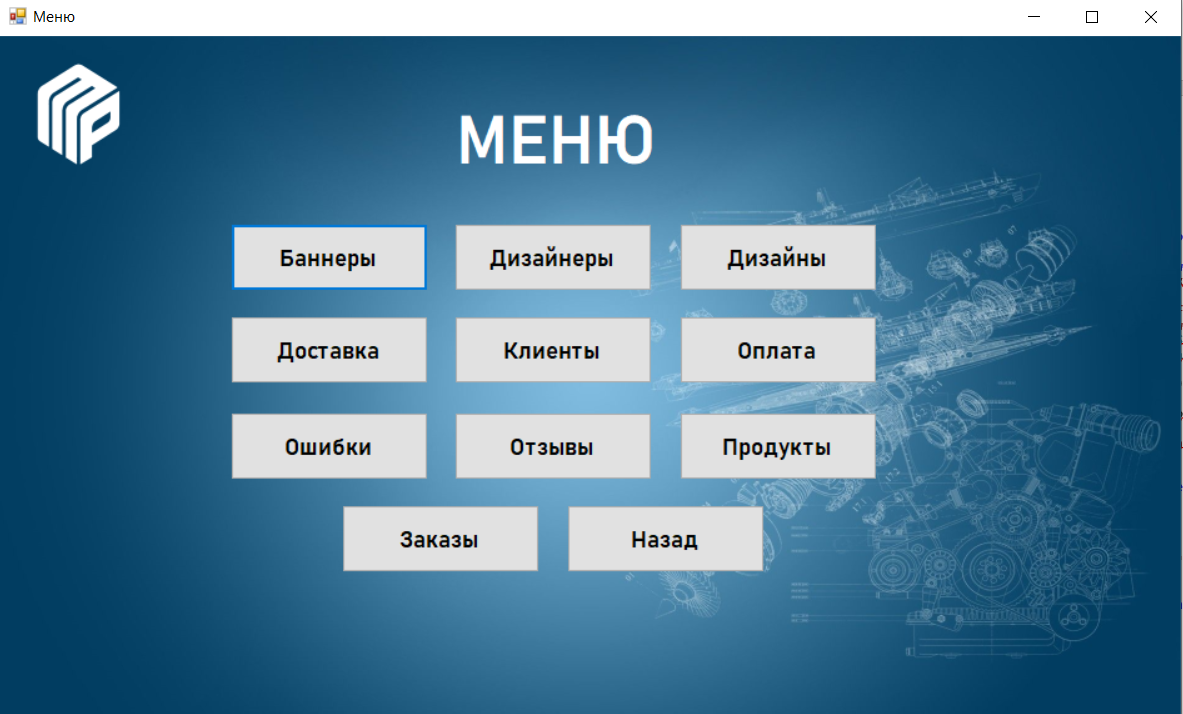 Меню
МЕНЮ
Баннеры
Дизайнеры
Дизайны
Доставка
Клиенты
Оплата
Ошибки
Отзывы
Продукты
Заказы
Назад